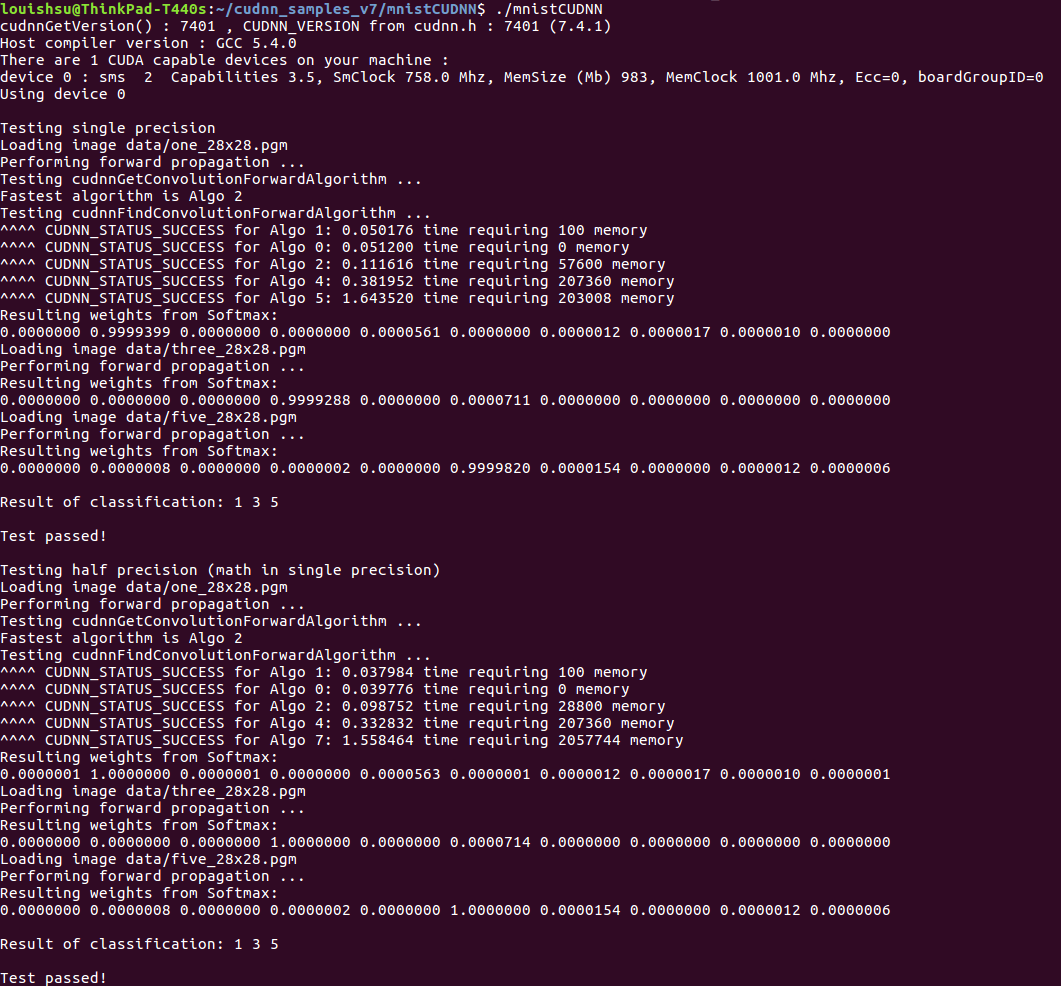 louishsu@ThinkPad-T440s:~/cudnn_samples_v7/mnistCUDNN$ ./mnistCUDNN
cudnnGetVersion() : 7401 , CUDNN_VERSION from cudnn.h : 7401 (7.4.1)
Host compiler version : GCC 5.4.0
There are 1 CUDA capable devices on your machine :
device 0 : sms  2  Capabilities 3.5, SmClock 758.0 Mhz, MemSize (Mb) 983, MemClock 1001.0 Mhz, Ecc=0, boardGroupID=0
Using device 0

Testing single precision
Loading image data/one_28x28.pgm
Performing forward propagation ...
Testing cudnnGetConvolutionForwardAlgorithm ...
Fastest algorithm is Algo 2
Testing cudnnFindConvolutionForwardAlgorithm ...
^^^^ CUDNN_STATUS_SUCCESS for Algo 1: 0.050176 time requiring 100 memory
^^^^ CUDNN_STATUS_SUCCESS for Algo 0: 0.051200 time requiring 0 memory
^^^^ CUDNN_STATUS_SUCCESS for Algo 2: 0.111616 time requiring 57600 memory
^^^^ CUDNN_STATUS_SUCCESS for Algo 4: 0.381952 time requiring 207360 memory
^^^^ CUDNN_STATUS_SUCCESS for Algo 5: 1.643520 time requiring 203008 memory
Resulting weights from Softmax:
0.0000000 0.9999399 0.0000000 0.0000000 0.0000561 0.0000000 0.0000012 0.0000017 0.0000010 0.0000000
Loading image data/three_28x28.pgm
Performing forward propagation ...
Resulting weights from Softmax:
0.0000000 0.0000000 0.0000000 0.9999288 0.0000000 0.0000711 0.0000000 0.0000000 0.0000000 0.0000000
Loading image data/five_28x28.pgm
Performing forward propagation ...
Resulting weights from Softmax:
0.0000000 0.0000008 0.0000000 0.0000002 0.0000000 0.9999820 0.0000154 0.0000000 0.0000012 0.0000006

Result of classification: 1 3 5

Test passed!

Testing half precision (math in single precision)
Loading image data/one_28x28.pgm
Performing forward propagation ...
Testing cudnnGetConvolutionForwardAlgorithm ...
Fastest algorithm is Algo 2
Testing cudnnFindConvolutionForwardAlgorithm ...
^^^^ CUDNN_STATUS_SUCCESS for Algo 1: 0.037984 time requiring 100 memory
^^^^ CUDNN_STATUS_SUCCESS for Algo 0: 0.039776 time requiring 0 memory
^^^^ CUDNN_STATUS_SUCCESS for Algo 2: 0.098752 time requiring 28800 memory
^^^^ CUDNN_STATUS_SUCCESS for Algo 4: 0.332832 time requiring 207360 memory
^^^^ CUDNN_STATUS_SUCCESS for Algo 7: 1.558464 time requiring 2057744 memory
Resulting weights from Softmax:
0.0000001 1.0000000 0.0000001 0.0000000 0.0000563 0.0000001 0.0000012 0.0000017 0.0000010 0.0000001
Loading image data/three_28x28.pgm
Performing forward propagation ...
Resulting weights from Softmax:
0.0000000 0.0000000 0.0000000 1.0000000 0.0000000 0.0000714 0.0000000 0.0000000 0.0000000 0.0000000
Loading image data/five_28x28.pgm
Performing forward propagation ...
Resulting weights from Softmax:
0.0000000 0.0000008 0.0000000 0.0000002 0.0000000 1.0000000 0.0000154 0.0000000 0.0000012 0.0000006

Result of classification: 1 3 5

Test passed!